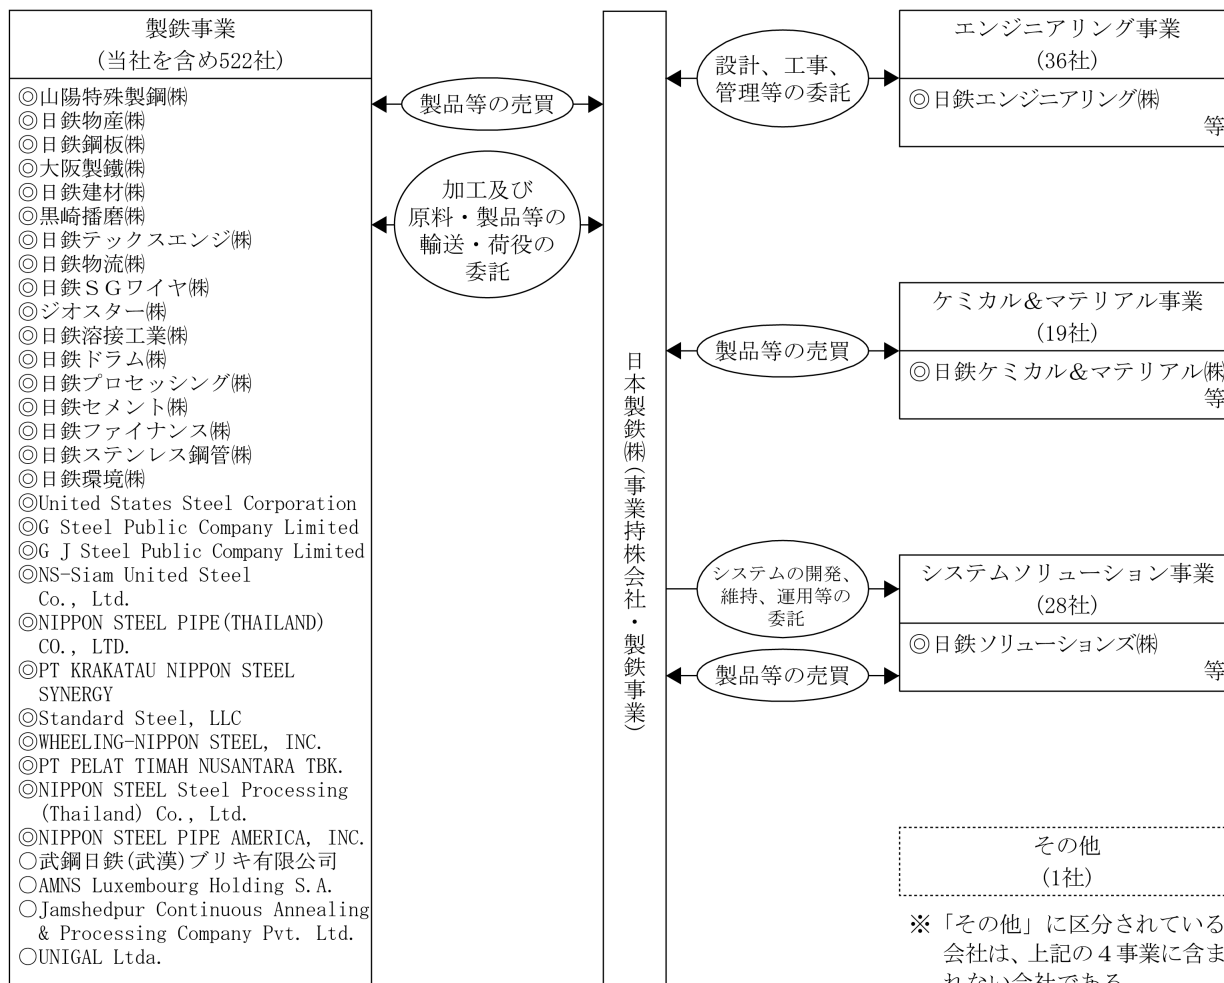 製鉄事業
(当社を含め522社)
◎山陽特殊製鋼㈱
◎日鉄物産㈱
◎日鉄鋼板㈱
◎大阪製鐵㈱
◎日鉄建材㈱
◎黒崎播磨㈱
◎日鉄テックスエンジ㈱
◎日鉄物流㈱
◎日鉄ＳＧワイヤ㈱
◎ジオスター㈱
◎日鉄溶接工業㈱
◎日鉄ドラム㈱
◎日鉄プロセッシング㈱
◎日鉄セメント㈱
◎日鉄ファイナンス㈱
◎日鉄ステンレス鋼管㈱
◎日鉄環境㈱
◎United States Steel Corporation
◎G Steel Public Company Limited
◎G J Steel Public Company Limited
◎NS-Siam United Steel
Co., Ltd.
◎NIPPON STEEL PIPE(THAILAND)
CO., LTD.
◎PT KRAKATAU NIPPON STEEL
SYNERGY
◎Standard Steel, LLC
◎WHEELING-NIPPON STEEL, INC.
◎PT PELAT TIMAH NUSANTARA TBK.
◎NIPPON STEEL Steel Processing
(Thailand) Co., Ltd.
◎NIPPON STEEL PIPE AMERICA, INC.
○武鋼日鉄(武漢)ブリキ有限公司
○AMNS Luxembourg Holding S.A.
○Jamshedpur Continuous Annealing
& Processing Company Pvt. Ltd.
○UNIGAL Ltda.
製品等の売買
加工及び
原料・製品等の
輸送・荷役の
委託
日本製鉄㈱(事業持株会社・製鉄事業)
設計、工事、
管理等の委託
製品等の売買
システムの開発、
維持、運用等の
委託
製品等の売買
エンジニアリング事業
(36社)
◎日鉄エンジニアリング㈱
等
ケミカル＆マテリアル事業
(19社)
◎日鉄ケミカル＆マテリアル㈱
等
システムソリューション事業
(28社)
◎日鉄ソリューションズ㈱
等
その他
(1社)
※「その他」に区分されている
会社は、上記の４事業に含ま
れない会社である